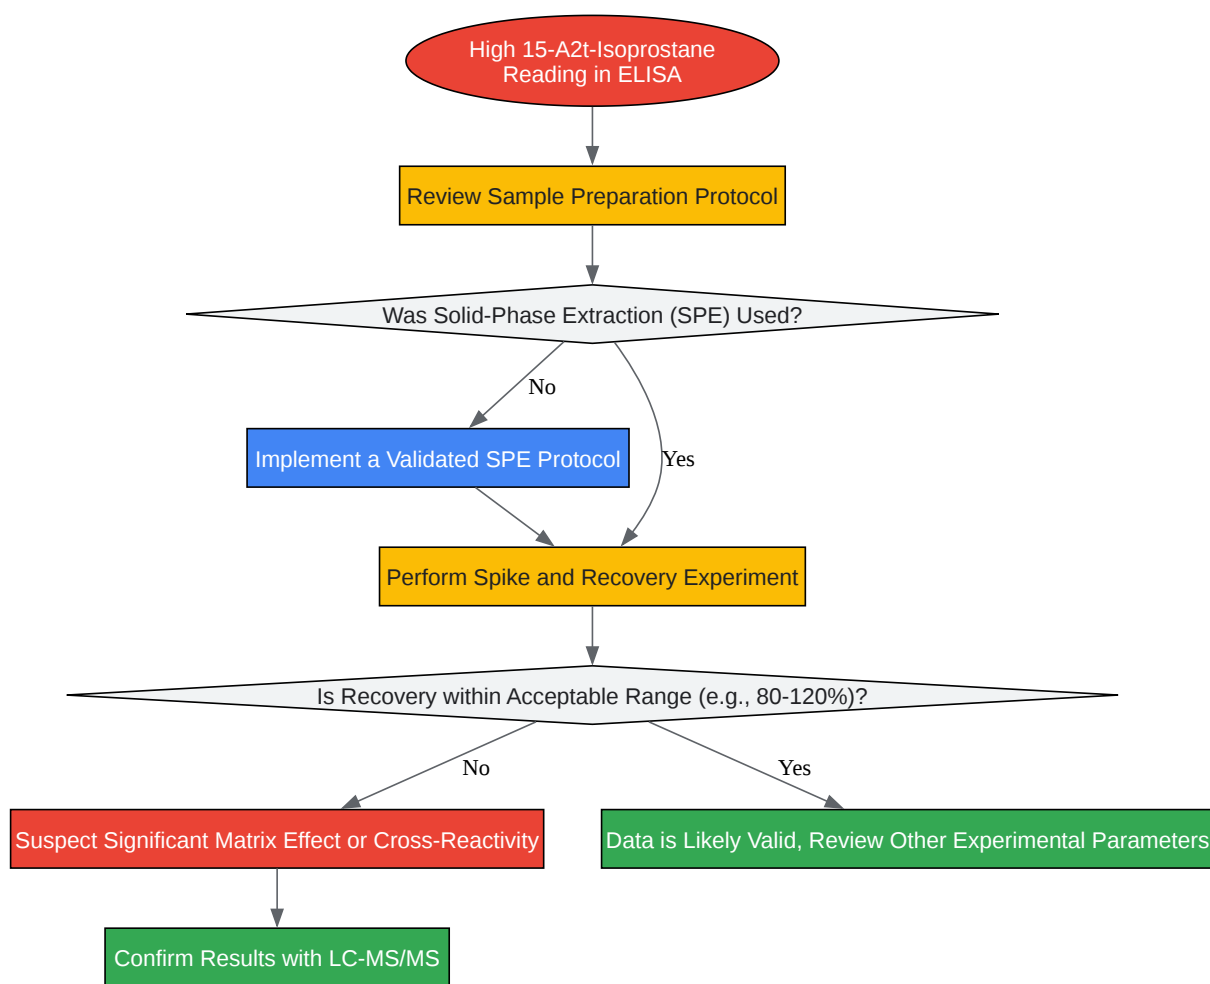 High 15-A2t-Isoprostane
Reading in ELISA
Review Sample Preparation Protocol
Was Solid-Phase Extraction (SPE) Used?
No
Implement a Validated SPE Protocol
Yes
Perform Spike and Recovery Experiment
Is Recovery within Acceptable Range (e.g., 80-120%)?
No
Yes
Suspect Significant Matrix Effect or Cross-Reactivity
Data is Likely Valid, Review Other Experimental Parameters
Confirm Results with LC-MS/MS